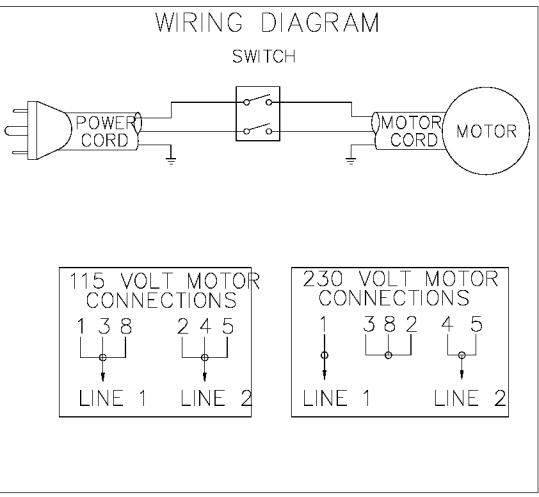 WIRING DIAGRAM
SWITCH
POWER
CORD
MOTOR
CORD
MOTOR
115 VOLT MOTOR
CONNECTIONS
1 3 8 2 4 5
LINE 1 LINE 2
230 VOLT MOTOR
CONNECTIONS
1 3 8 2 4 5
LINE 1 LINE 2